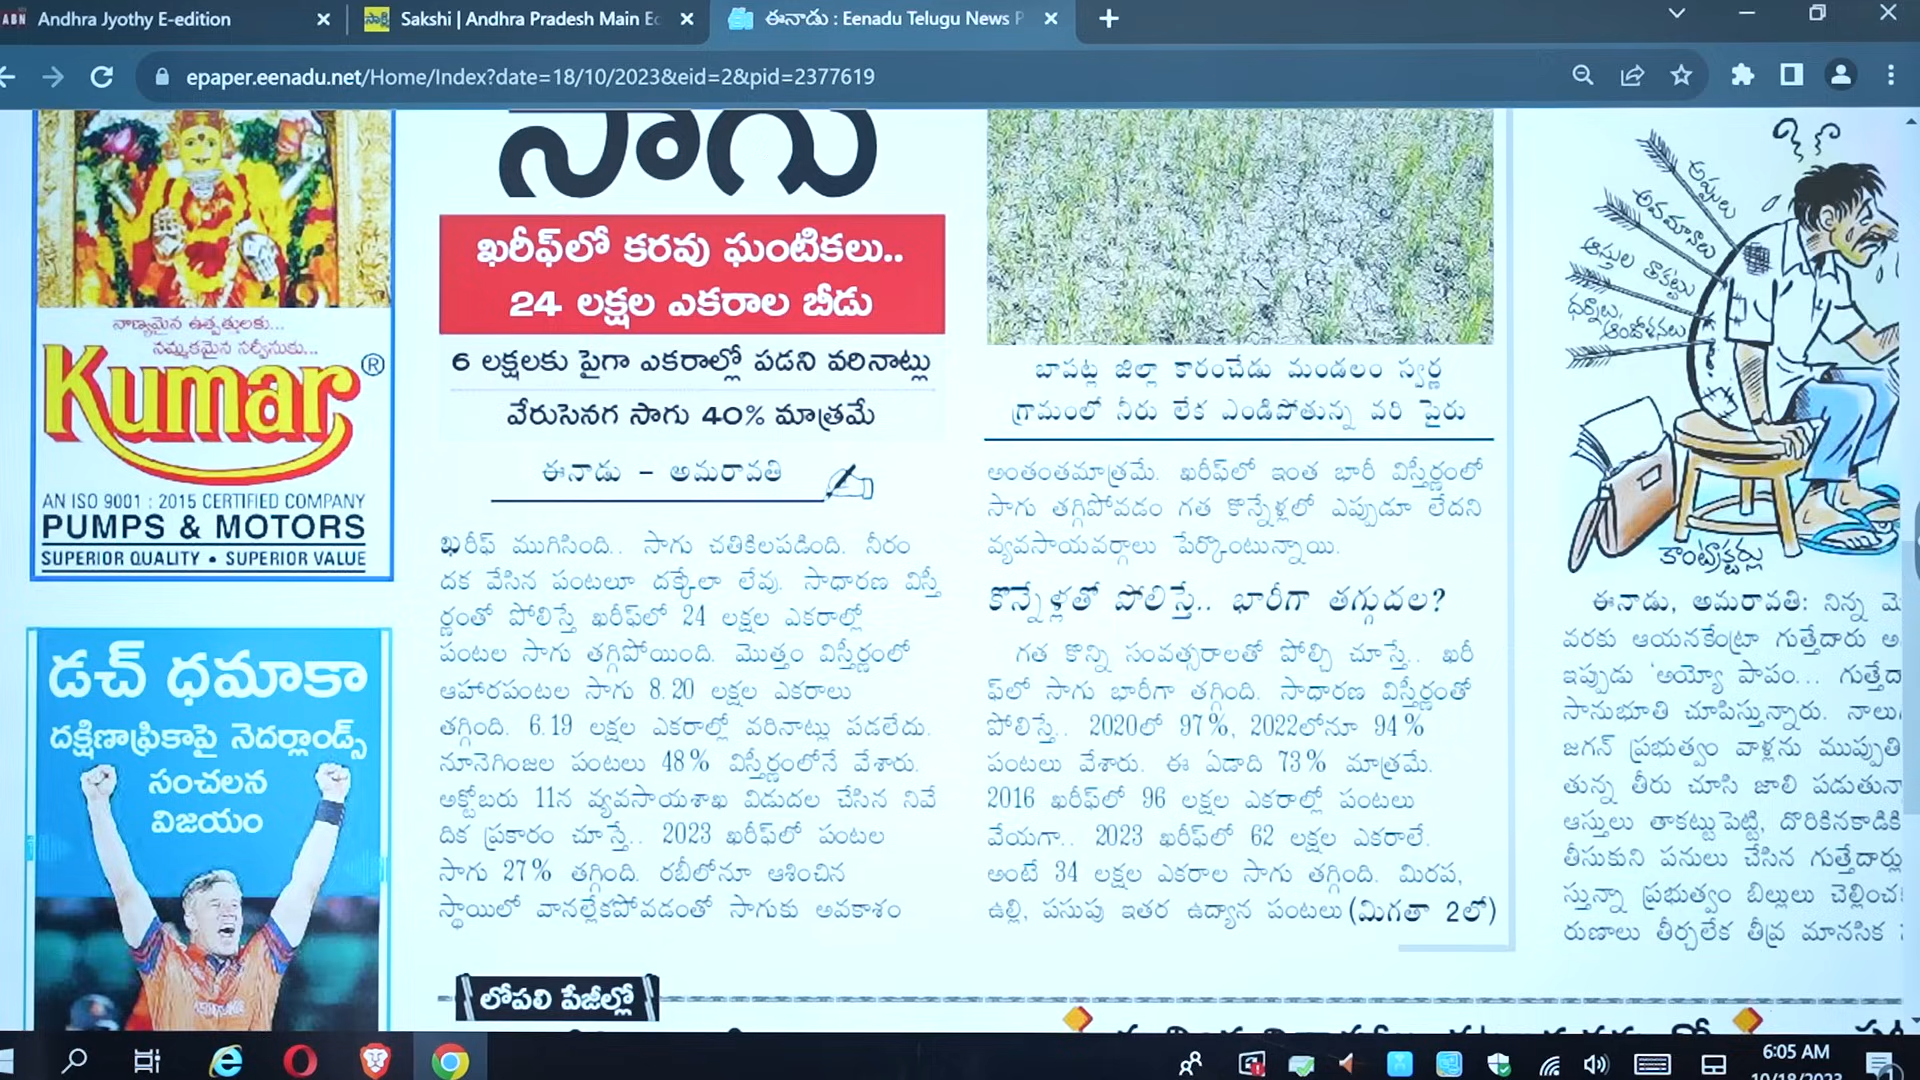 Andhra Jyothy E-edition
Sakshi | Andhra Pradesh Main Ec
ఈనాడు : Eenadu Telugu News P
epaper.eenadu.net/Home/Index?date=18/10/2023&eid=2&pid=2377619
నాణ్యమైన ఉత్పత్తులకు...
నమ్మకమైన సర్వీసుకు...
Kumar®
AN ISO 9001 : 2015 CERTIFIED COMPANY
PUMPS & MOTORS
SUPERIOR QUALITY • SUPERIOR VALUE
డచ్ ధమాకా
దక్షిణాఫ్రికాపై నెదర్లాండ్స్
సంచలన
విజయం
సాగు
ఖరీఫ్‌లో కరవు ఘంటికలు..
24 లక్షల ఎకరాల బీడు
6 లక్షలకు పైగా ఎకరాల్లో పడని వరినాట్లు
వేరుసెనగ సాగు 40% మాత్రమే
ఈనాడు - అమరావతి
ఖరీఫ్ ముగిసింది.. సాగు చతికిలపడింది. నీరం
దక వేసిన పంటలూ దక్కేలా లేవు. సాధారణ విస్తీ
ర్ణంతో పోలిస్తే ఖరీఫ్‌లో 24 లక్షల ఎకరాల్లో
పంటల సాగు తగ్గిపోయింది. మొత్తం విస్తీర్ణంలో
ఆహారపంటల సాగు 8.20 లక్షల ఎకరాలు
తగ్గింది. 6.19 లక్షల ఎకరాల్లో వరినాట్లు పడలేదు.
నూనెగింజల పంటలు 48% విస్తీర్ణంలోనే వేశారు.
అక్టోబరు 11న వ్యవసాయశాఖ విడుదల చేసిన నివే
దిక ప్రకారం చూస్తే.. 2023 ఖరీఫ్‌లో పంటల
సాగు 27% తగ్గింది. రబీలోనూ ఆశించిన
స్థాయిలో వానల్లేకపోవడంతో సాగుకు అవకాశం
బాపట్ల జిల్లా కారంచేడు మండలం స్వర్ణ
గ్రామంలో నీరు లేక ఎండిపోతున్న వరి పైరు
అంతంతమాత్రమే. ఖరీఫ్‌లో ఇంత భారీ విస్తీర్ణంలో
సాగు తగ్గిపోవడం గత కొన్నేళ్లలో ఎప్పుడూ లేదని
వ్యవసాయవర్గాలు పేర్కొంటున్నాయి.
కొన్నేళ్లతో పోలిస్తే.. భారీగా తగ్గుదల?
గత కొన్ని సంవత్సరాలతో పోల్చి చూస్తే.. ఖరీ
ఫ్‌లో సాగు భారీగా తగ్గింది. సాధారణ విస్తీర్ణంతో
పోలిస్తే.. 2020లో 97%, 2022లోనూ 94%
పంటలు వేశారు. ఈ ఏడాది 73% మాత్రమే.
2016 ఖరీఫ్‌లో 96 లక్షల ఎకరాల్లో పంటలు
వేయగా.. 2023 ఖరీఫ్‌లో 62 లక్షల ఎకరాలే.
అంటే 34 లక్షల ఎకరాల సాగు తగ్గింది. మిరప,
ఉల్లి, పసుపు ఇతర ఉద్యాన పంటలు (మిగతా 2లో)
అప్పులు
అవమానాలు
ఆస్తుల తాకట్టు
ధర్నాలు,
ఆందోళనలు
కాంట్రాక్టర్లు
ఈనాడు, అమరావతి: నిన్న మొ
వరకు ఆయనకేంట్రా గుత్తేదారు అ
ఇప్పుడు 'అయ్యో పాపం... గుత్తేదా
సానుభూతి చూపిస్తున్నారు. నాలు
జగన్ ప్రభుత్వం వాళ్లను ముప్పుతి
తున్న తీరు చూసి జాలి పడుతునా
ఆస్తులు తాకట్టుపెట్టి, దొరికినకాడికి
తీసుకుని పనులు చేసిన గుత్తేదార్లు
స్తున్నా ప్రభుత్వం బిల్లులు చెల్లించ
రుణాలు తీర్చలేక తీవ్ర మానసిక
లోపలి పేజీల్లో
6:05 AM
10/18/2023